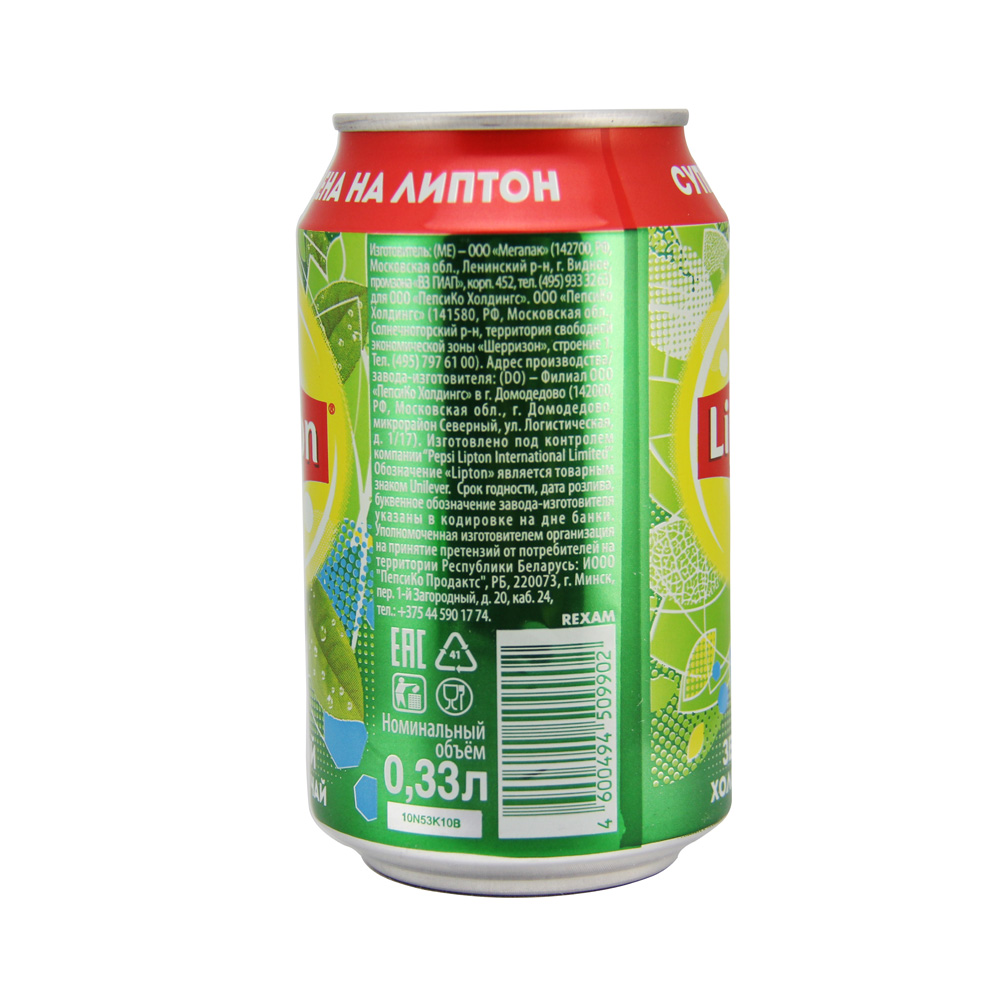 ЕНА НА ЛИПТОН
СУП
Изготовитель: (МЕ) – ООО «Мегапак» (142700, РФ,
Московская обл., Ленинский р-н, г. Видное,
промзона «ВЗ ГИАП», корп. 452, тел. (495) 933 32 63)
для ООО «ПепсиКо Холдингс». ООО «ПепсиКо
Холдингс» (141580, РФ, Московская обл.,
Солнечногорский р-н, территория свободной
экономической зоны «Шерризон», строение 1.
Тел. (495) 797 61 00). Адрес производства/
завода-изготовителя: (DO) – Филиал ООО
«ПепсиКо Холдингс» в г. Домодедово (142000,
РФ, Московская обл., г. Домодедово,
микрорайон Северный, ул. Логистическая,
д. 1/17). Изготовлено под контролем
компании "Pepsi Lipton International Limited".
Обозначение «Lipton» является товарным
знаком Unilever. Срок годности, дата розлива,
буквенное обозначение завода-изготовителя
указаны в кодировке на дне банки.
Уполномоченная изготовителем организация
на принятие претензий от потребителей на
территории Республики Беларусь: ИООО
"ПепсиКо Продактс", РБ, 220073, г. Минск,
пер. 1-й Загородный, д. 20, каб. 24,
тел.: +375 44 590 17 74.
REXAM
on®
Li
EAC
41
Номинальный
объём
0,33л
10N53K10B
4 600494 509902
Й
ЧАЙ
ЗЕ
ХОЛ